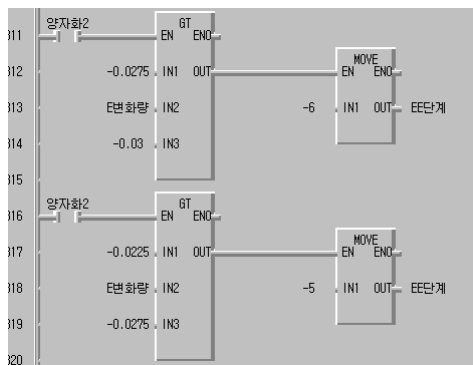 양자화2 GT
311 EN ENO
MOVE
312 -0.0275 IN1 OUT EN ENO
313 E변화량 IN2 -6 IN1 OUT EE단계
314 -0.03 IN3
315
양자화2 GT
316 EN ENO
MOVE
317 -0.0225 IN1 OUT EN ENO
318 E변화량 IN2 -5 IN1 OUT EE단계
319 -0.0275 IN3
320